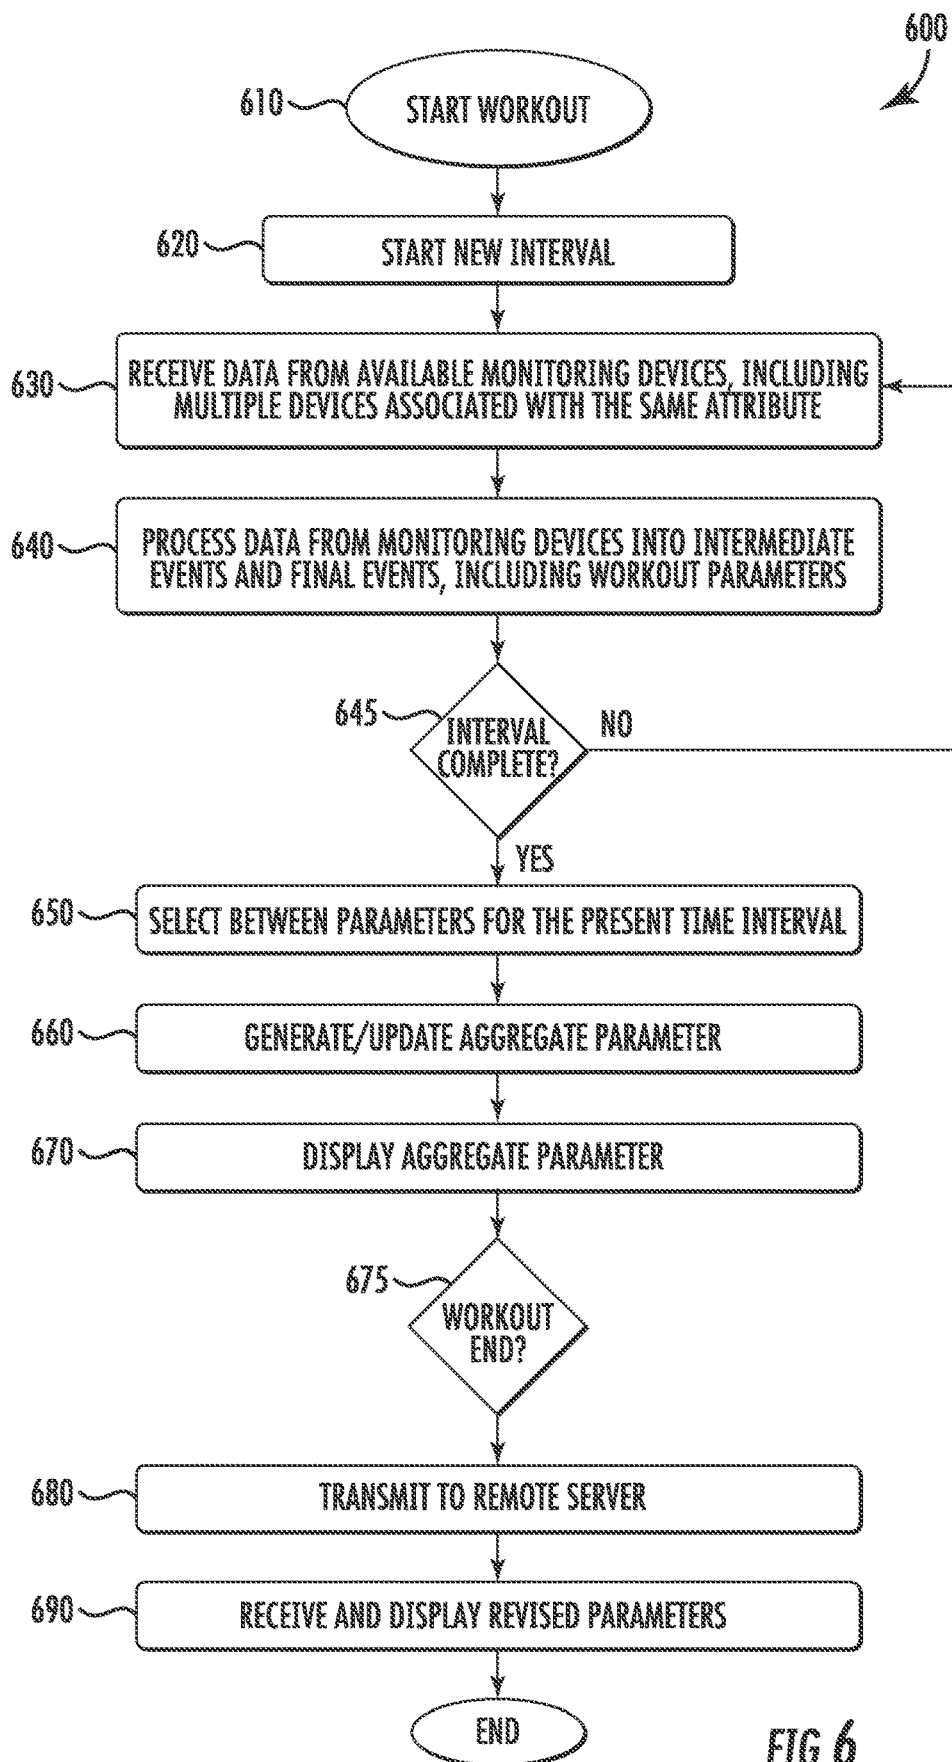 600
610
START WORKOUT
620
START NEW INTERVAL
630
RECEIVE DATA FROM AVAILABLE MONITORING DEVICES, INCLUDING
MULTIPLE DEVICES ASSOCIATED WITH THE SAME ATTRIBUTE
640
PROCESS DATA FROM MONITORING DEVICES INTO INTERMEDIATE
EVENTS AND FINAL EVENTS, INCLUDING WORKOUT PARAMETERS
645
INTERVAL
COMPLETE?
NO
YES
650
SELECT BETWEEN PARAMETERS FOR THE PRESENT TIME INTERVAL
660
GENERATE/UPDATE AGGREGATE PARAMETER
670
DISPLAY AGGREGATE PARAMETER
675
WORKOUT
END?
680
TRANSMIT TO REMOTE SERVER
690
RECEIVE AND DISPLAY REVISED PARAMETERS
END
FIG 6